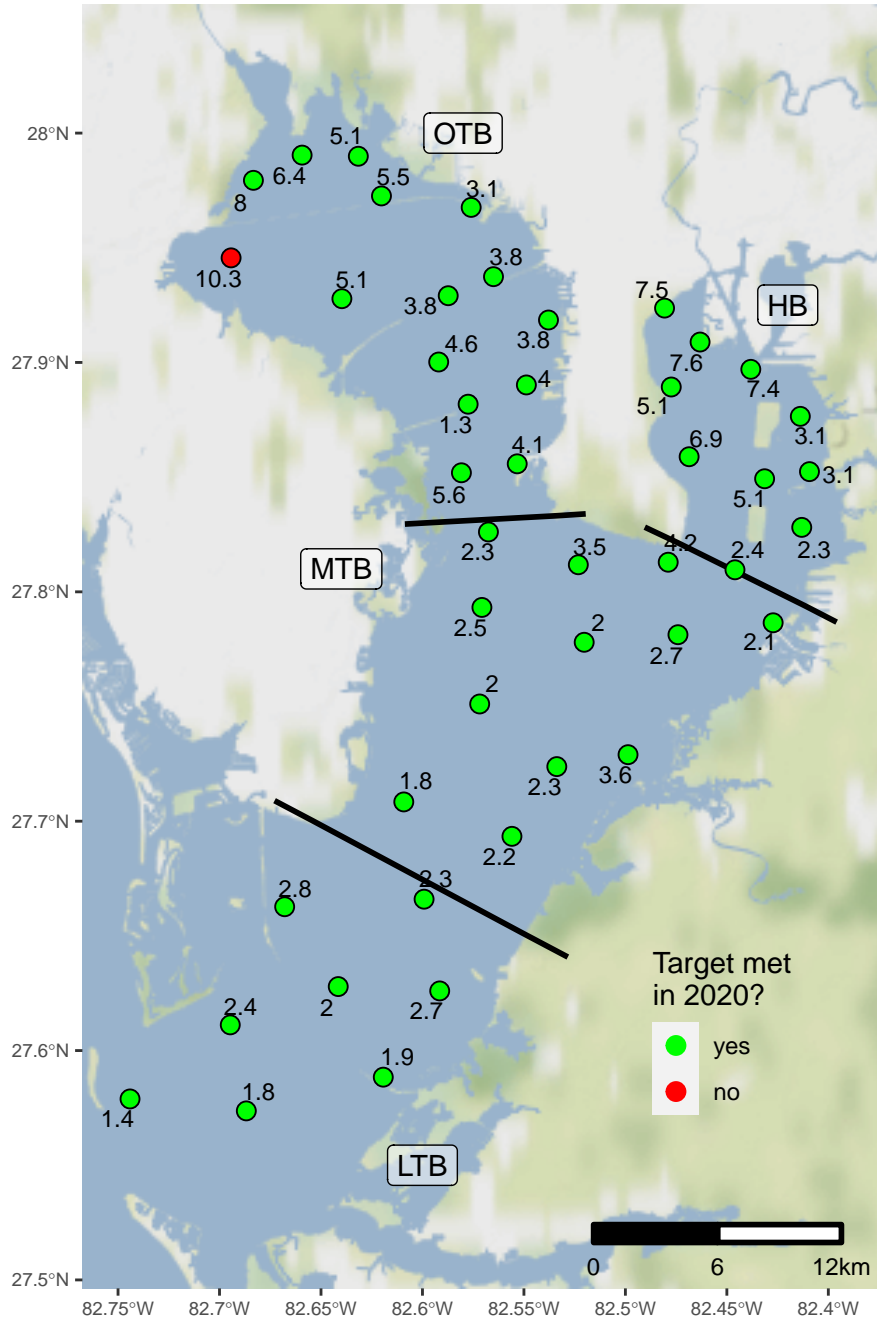 28°N
27.9°N
27.8°N
27.7°N
27.6°N
27.5°N
OTB
5.1
6.4
5.5
8
3.1
10.3
3.8
5.1
3.8
3.8
4.6
4
1.3
4.1
5.6
HB
7.5
7.6
7.4
5.1
3.1
6.9
3.1
5.1
2.3
MTB
2.3
3.5
4.2
2.4
2.5
2
2.7
2.1
2
2.3
3.6
1.8
2.2
2.3
2.8
2
2.7
2.4
1.9
1.8
1.4
LTB
Target met
in 2020?
yes
no
0 6 12km
82.75°W 82.7°W 82.65°W 82.6°W 82.55°W 82.5°W 82.45°W 82.4°W